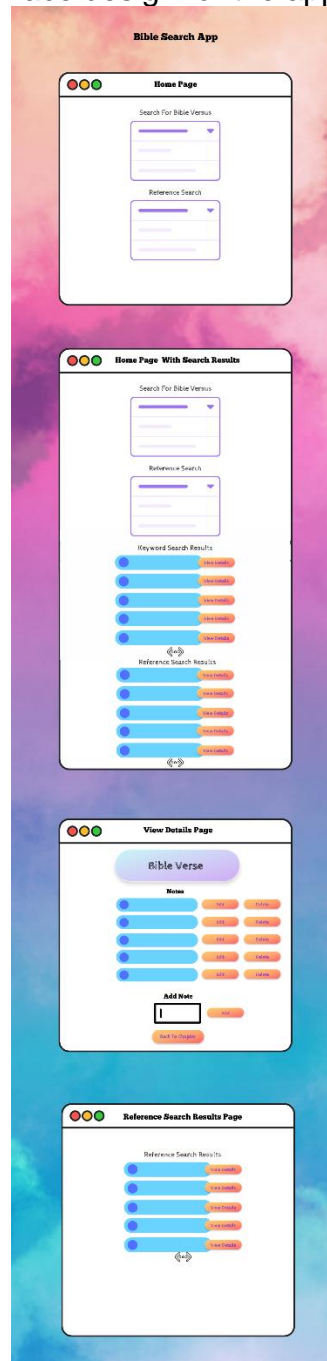 Bible Search App
Home Page
Search For Bible Versus
Reference Search
Home Page With Search Results
Search For Bible Versus
Reference Search
Keyword Search Results
View Details
View Details
View Details
View Details
View Details
Reference Search Results
View Details
View Details
View Details
View Details
View Details
View Details Page
Bible Verse
Notes
Edit Delete
Edit Delete
Edit Delete
Edit Delete
Edit Delete
Add Note
Add
Back To Chapter
Reference Search Results Page
Reference Search Results
View Details
View Details
View Details
View Details
View Details